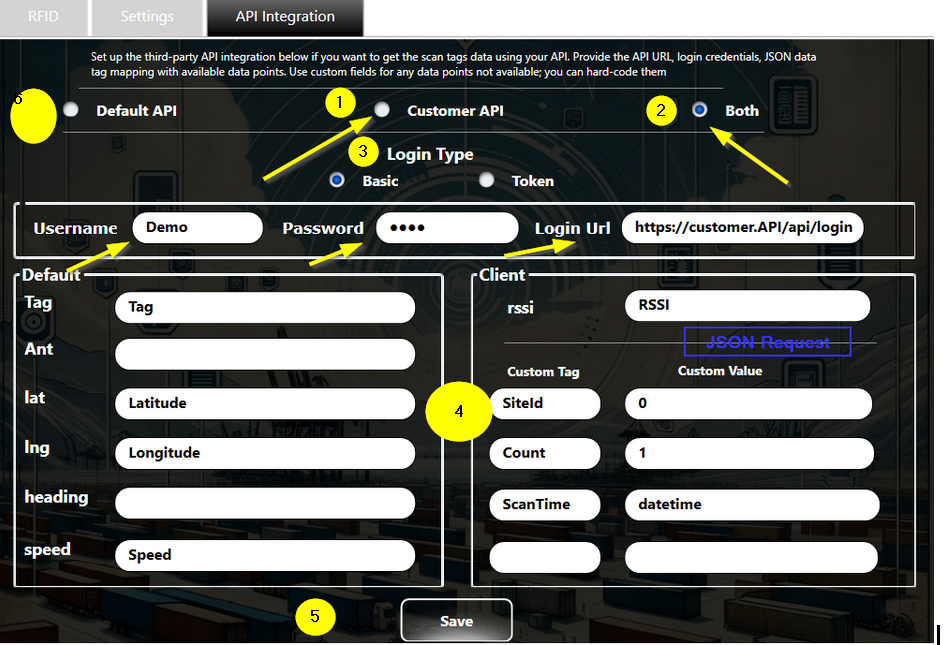 RFID Settings API Integration
Set up the third-party API integration below if you want to get the scan tags data using your API. Provide the API URL, login credentials, JSON data
tag mapping with available data points. Use custom fields for any data points not available; you can hard-code them
6 Default API 1 Customer API 2 Both
3 Login Type
Basic Token
Username Demo Password •••• Login Url https://customer.API/api/login
Default
Tag Tag
Ant
lat Latitude
lng Longitude
heading
speed Speed
4
Client
rssi RSSI
JSON Request
Custom Tag Custom Value
SiteId 0
Count 1
ScanTime datetime
5 Save